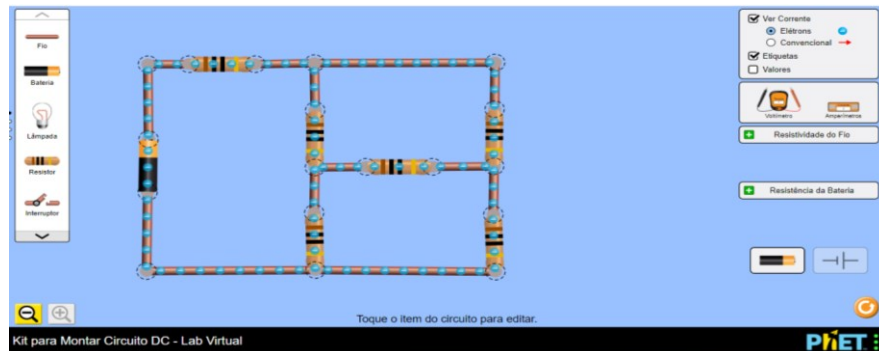 Fio
Bateria
Lâmpada
Resistor
Interruptor
Ver Corrente
Elétrons
Convencional
Etiquetas
Valores
Voltímetro
Amperímetros
Resistividade do Fio
Resistência da Bateria
Toque o item do circuito para editar.
Kit para Montar Circuito DC - Lab Virtual
PhET